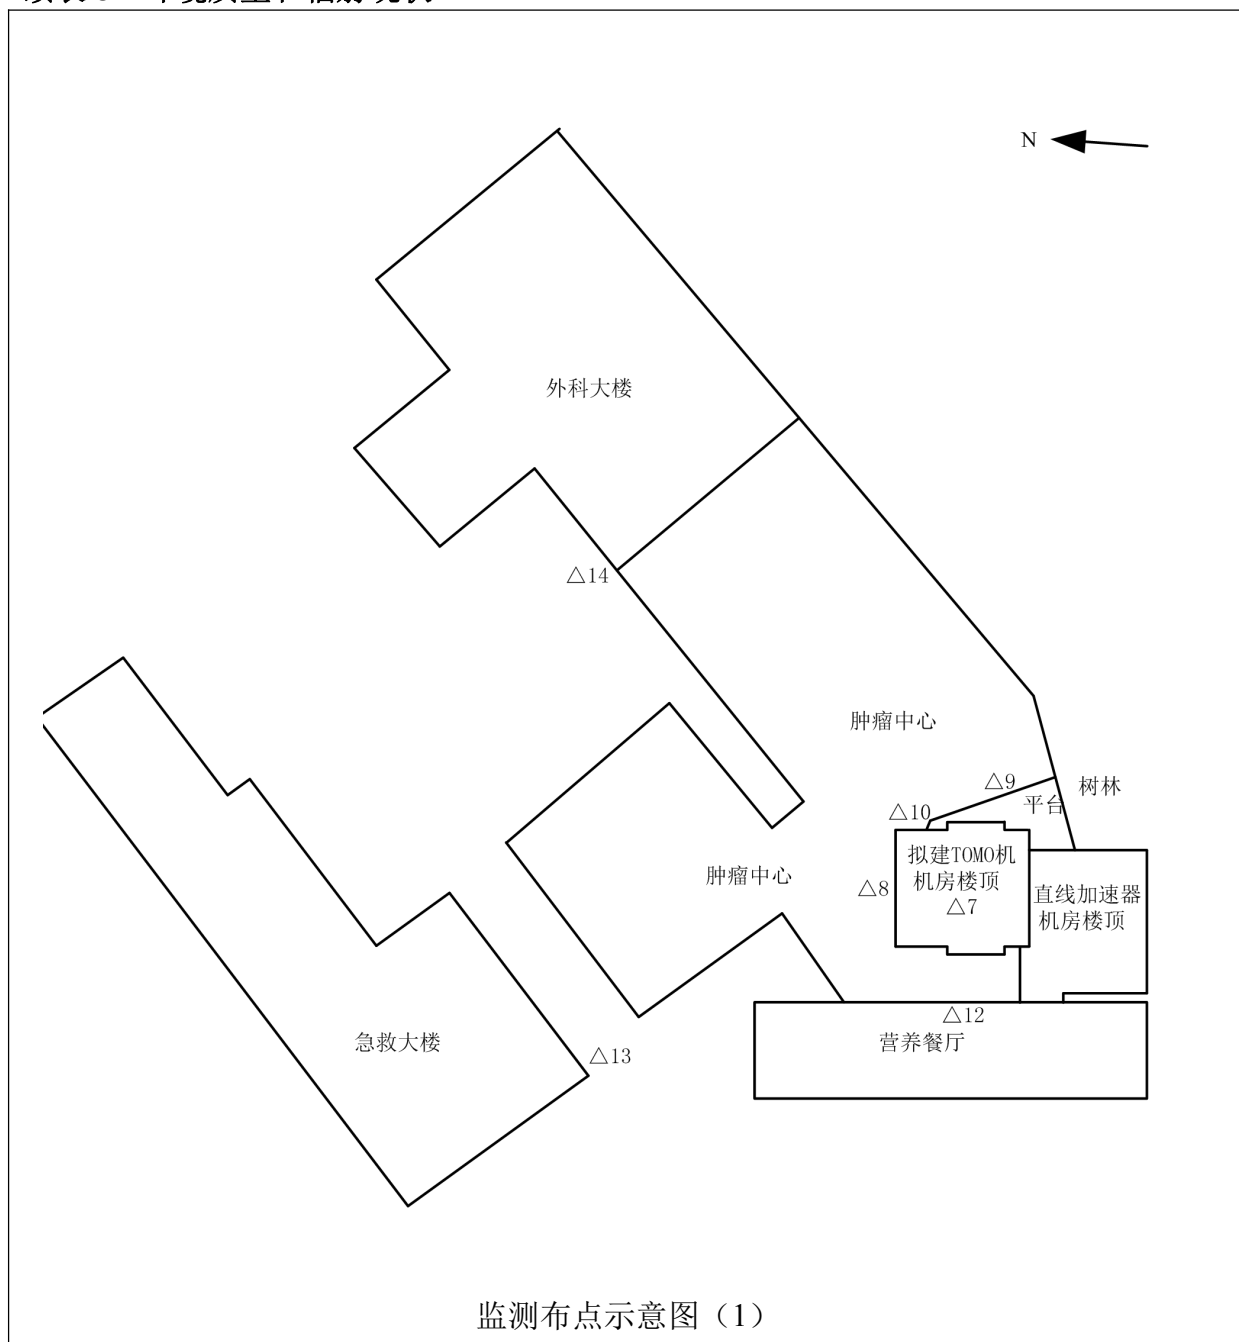 N
外科大楼
△14
肿瘤中心
△9
树林
平台
△10
拟建TOMO机
机房楼顶
△7
△8
肿瘤中心
直线加速器
机房楼顶
△12
营养餐厅
急救大楼
△13
监测布点示意图（1）